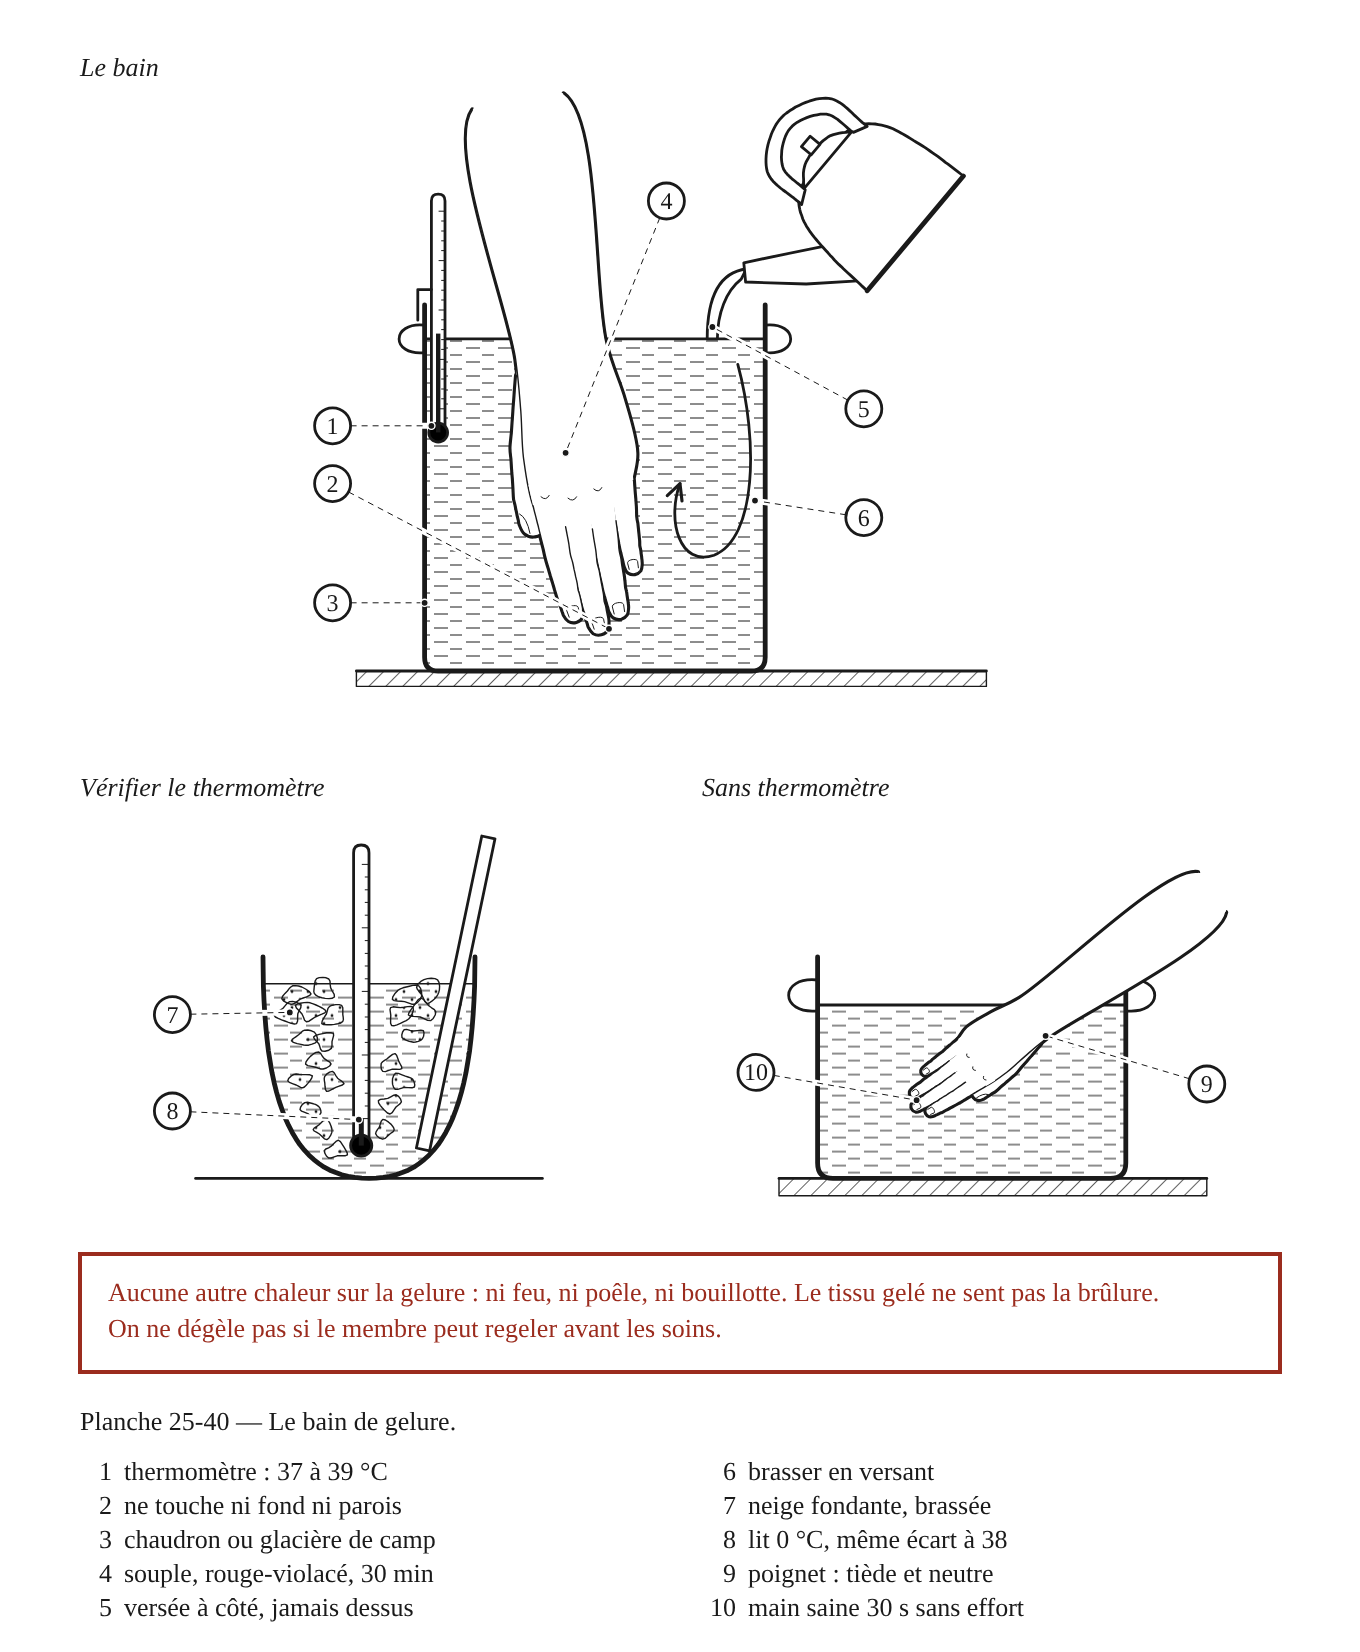 Le bain
4
1
5
2
6
3
Vérifier le thermomètre
Sans thermomètre
7
10
9
8
Aucune autre chaleur sur la gelure : ni feu, ni poêle, ni bouillotte. Le tissu gelé ne sent pas la brûlure.
On ne dégèle pas si le membre peut regeler avant les soins.
Planche 25-40 — Le bain de gelure.
1 thermomètre : 37 à 39 °C
2 ne touche ni fond ni parois
3 chaudron ou glacière de camp
4 souple, rouge-violacé, 30 min
5 versée à côté, jamais dessus
6 brasser en versant
7 neige fondante, brassée
8 lit 0 °C, même écart à 38
9 poignet : tiède et neutre
10 main saine 30 s sans effort